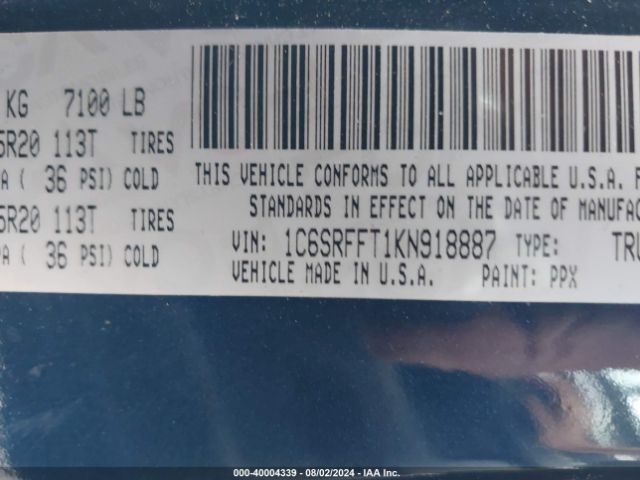 KG 7100 LB
5R20 113T TIRES
A ( 36 PSI) COLD
5R20 113T TIRES
A ( 36 PSI) COLD
THIS VEHICLE CONFORMS TO ALL APPLICABLE U.S.A. F
STANDARDS IN EFFECT ON THE DATE OF MANUFAC
VIN: 1C6SRFFT1KN918887 TYPE: TRU
VEHICLE MADE IN U.S.A. PAINT: PPX
000-40004339 - 08/02/2024 - IAA Inc.